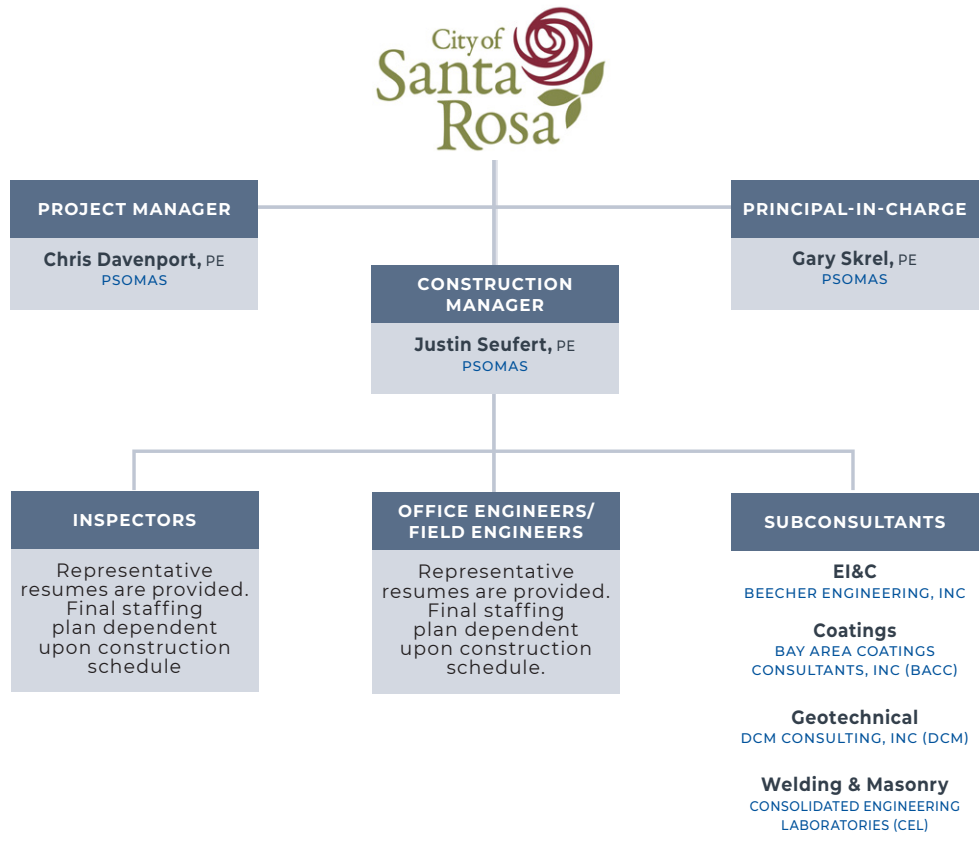 City of
Santa
Rosa
PROJECT MANAGER
Chris Davenport, PE
PSOMAS
PRINCIPAL-IN-CHARGE
Gary Skrel, PE
PSOMAS
CONSTRUCTION
MANAGER
Justin Seufert, PE
PSOMAS
INSPECTORS
Representative
resumes are provided.
Final staffing
plan dependent
upon construction
schedule
OFFICE ENGINEERS/
FIELD ENGINEERS
Representative
resumes are provided.
Final staffing
plan dependent
upon construction
schedule.
SUBCONSULTANTS
EI&C
BEECHER ENGINEERING, INC
Coatings
BAY AREA COATINGS
CONSULTANTS, INC (BACC)
Geotechnical
DCM CONSULTING, INC (DCM)
Welding & Masonry
CONSOLIDATED ENGINEERING
LABORATORIES (CEL)